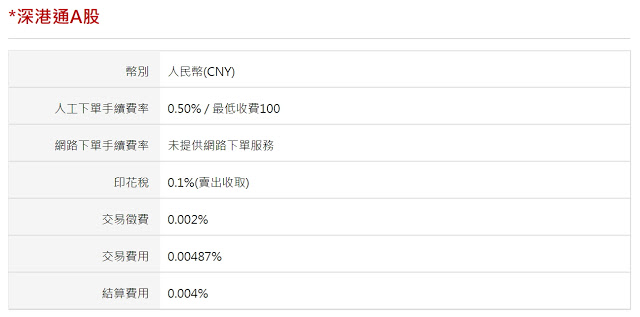 *深港通A股
幣別 人民幣(CNY)
人工下單手續費率 0.50% / 最低收費100
網路下單手續費率 未提供網路下單服務
印花稅 0.1%(賣出收取)
交易徵費 0.002%
交易費用 0.00487%
結算費用 0.004%